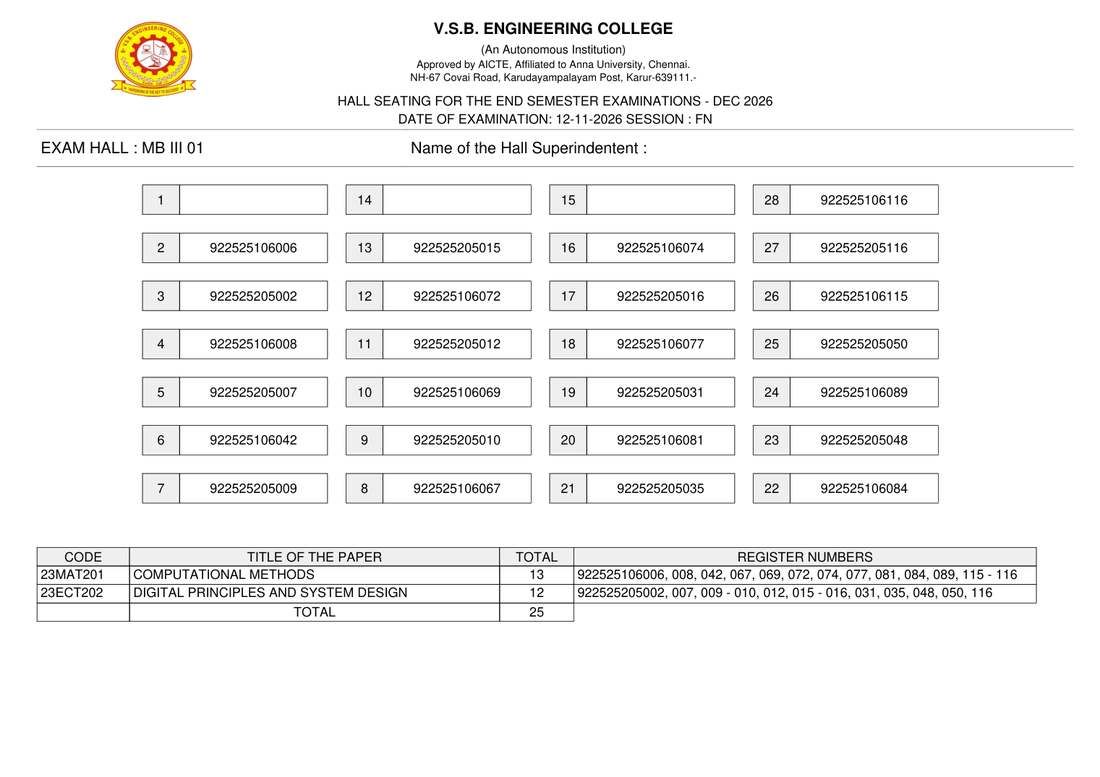 V.S.B. ENGINEERING COLLEGE
(An Autonomous Institution)
Approved by AICTE, Affiliated to Anna University, Chennai.
NH-67 Covai Road, Karudayampalayam Post, Karur-639111.-
HALL SEATING FOR THE END SEMESTER EXAMINATIONS - DEC 2026
DATE OF EXAMINATION: 12-11-2026 SESSION : FN
EXAM HALL : MB III 01 Name of the Hall Superindentent :
1 14 15 28 922525106116
2 922525106006 13 922525205015 16 922525106074 27 922525205116
3 922525205002 12 922525106072 17 922525205016 26 922525106115
4 922525106008 11 922525205012 18 922525106077 25 922525205050
5 922525205007 10 922525106069 19 922525205031 24 922525106089
6 922525106042 9 922525205010 20 922525106081 23 922525205048
7 922525205009 8 922525106067 21 922525205035 22 922525106084
CODE TITLE OF THE PAPER TOTAL REGISTER NUMBERS
23MAT201 COMPUTATIONAL METHODS 13 922525106006, 008, 042, 067, 069, 072, 074, 077, 081, 084, 089, 115 - 116
23ECT202 DIGITAL PRINCIPLES AND SYSTEM DESIGN 12 922525205002, 007, 009 - 010, 012, 015 - 016, 031, 035, 048, 050, 116
TOTAL 25